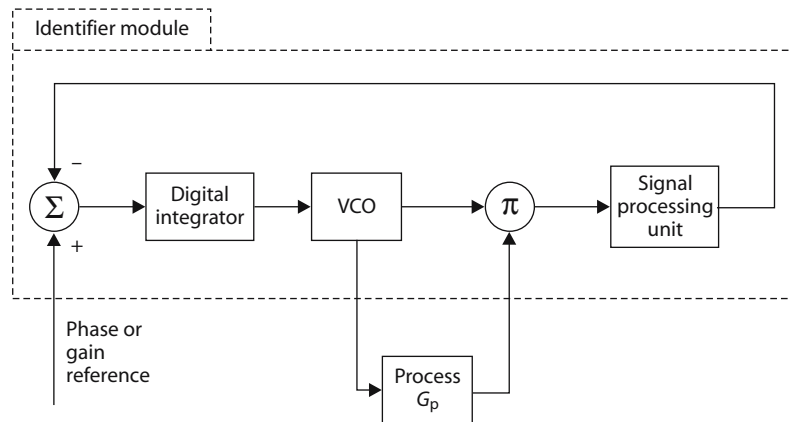 Identifier module
−
Σ
+
Digital
integrator
VCO
π
Signal
processing
unit
Phase or
gain
reference
Process
Gp